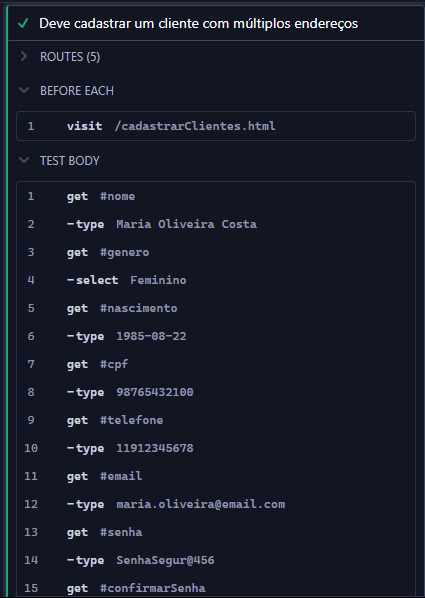 Deve cadastrar um cliente com múltiplos endereços
ROUTES (5)
BEFORE EACH
1 visit /cadastrarClientes.html
TEST BODY
1 get #nome
2 -type Maria Oliveira Costa
3 get #genero
4 -select Feminino
5 get #nascimento
6 -type 1985-08-22
7 get #cpf
8 -type 98765432100
9 get #telefone
10 -type 11912345678
11 get #email
12 -type maria.oliveira@email.com
13 get #senha
14 -type SenhaSegur@456
15 get #confirmarSenha